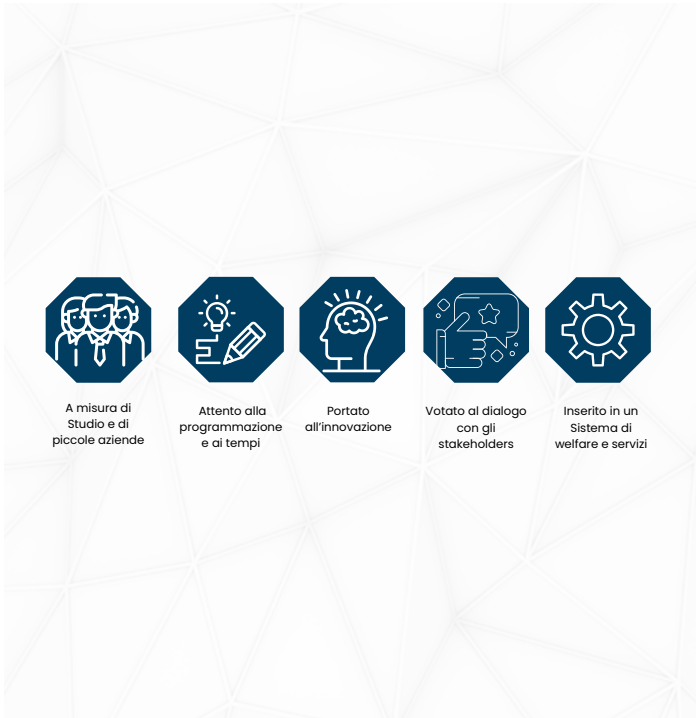 A misura di
Studio e di
piccole aziende
Attento alla
programmazione
e ai tempi
Portato
all'innovazione
Votato al dialogo
con gli
stakeholders
Inserito in un
Sistema di
welfare e servizi